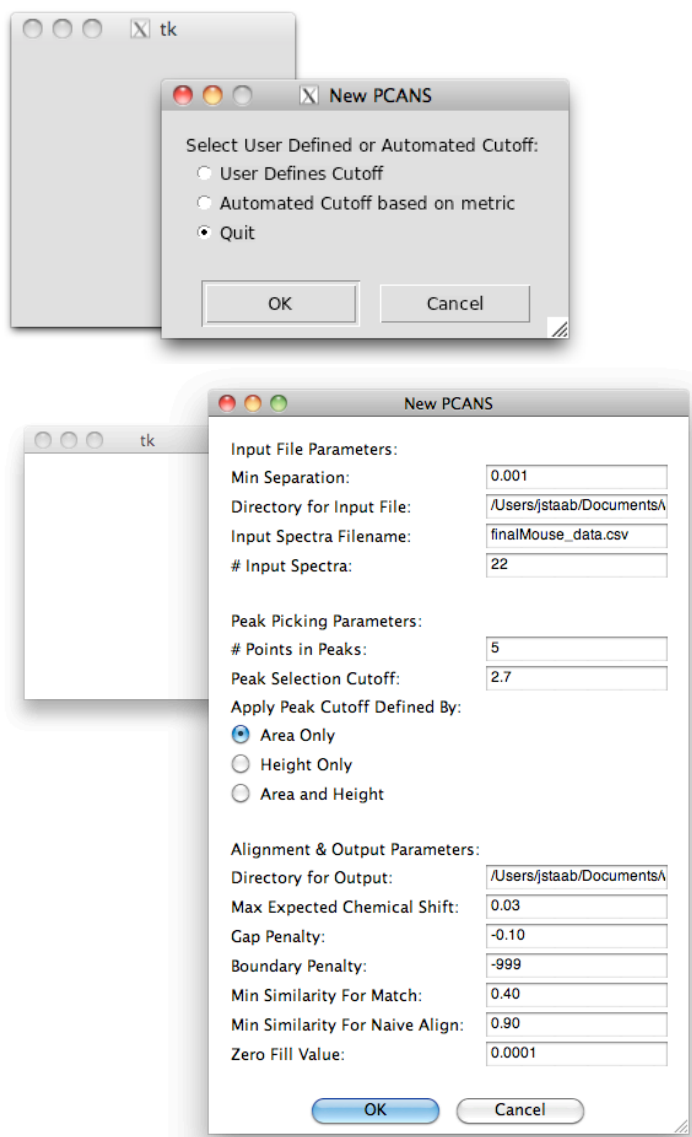 tk
New PCANS
Select User Defined or Automated Cutoff:
User Defines Cutoff
Automated Cutoff based on metric
Quit
OK Cancel
tk
New PCANS
Input File Parameters:
Min Separation: 0.001
Directory for Input File: /Users/jstaab/Documents/
Input Spectra Filename: finalMouse_data.csv
# Input Spectra: 22
Peak Picking Parameters:
# Points in Peaks: 5
Peak Selection Cutoff: 2.7
Apply Peak Cutoff Defined By:
Area Only
Height Only
Area and Height
Alignment & Output Parameters:
Directory for Output: /Users/jstaab/Documents/
Max Expected Chemical Shift: 0.03
Gap Penalty: -0.10
Boundary Penalty: -999
Min Similarity For Match: 0.40
Min Similarity For Naive Align: 0.90
Zero Fill Value: 0.0001
OK Cancel